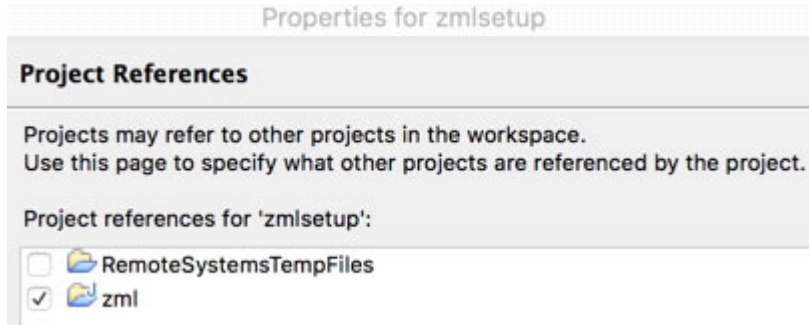 Properties for zmlsetup
Project References
Projects may refer to other projects in the workspace.
Use this page to specify what other projects are referenced by the project.
Project references for 'zmlsetup':
RemoteSystemsTempFiles
zml